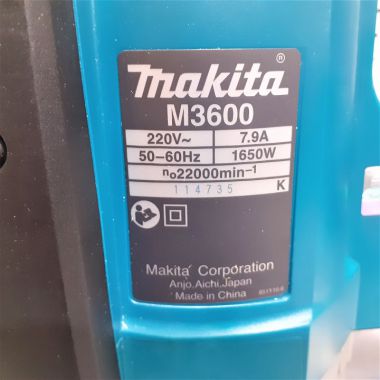 makita®
M3600
220V~ 7.9A
50-60Hz 1650W
n₀22000min⁻¹
114735 K
Makita Corporation
Anjo,Aichi,Japan
Made in China